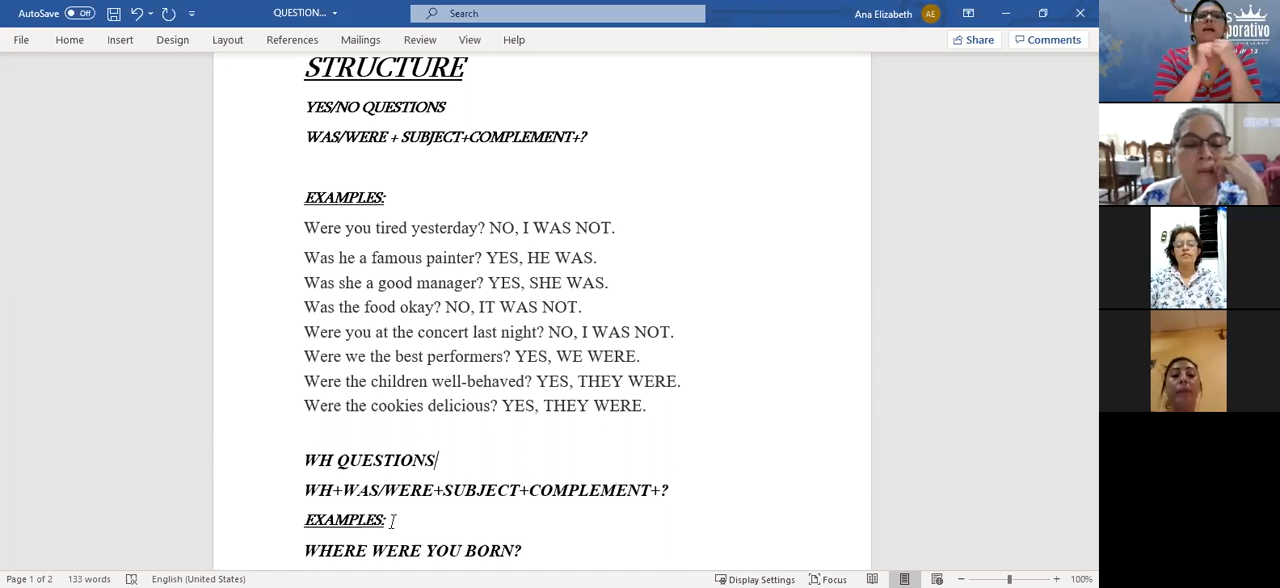 AutoSave Off QUESTION... Search Ana Elizabeth AE
File Home Insert Design Layout References Mailings Review View Help Share Comments
STRUCTURE
YES/NO QUESTIONS
WAS/WERE + SUBJECT+COMPLEMENT+?
EXAMPLES:
Were you tired yesterday? NO, I WAS NOT.
Was he a famous painter? YES, HE WAS.
Was she a good manager? YES, SHE WAS.
Was the food okay? NO, IT WAS NOT.
Were you at the concert last night? NO, I WAS NOT.
Were we the best performers? YES, WE WERE.
Were the children well-behaved? YES, THEY WERE.
Were the cookies delicious? YES, THEY WERE.
WH QUESTIONS
WH+WAS/WERE+SUBJECT+COMPLEMENT+?
EXAMPLES:
WHERE WERE YOU BORN?
Page 1 of 2 133 words English (United States) Display Settings Focus 100%